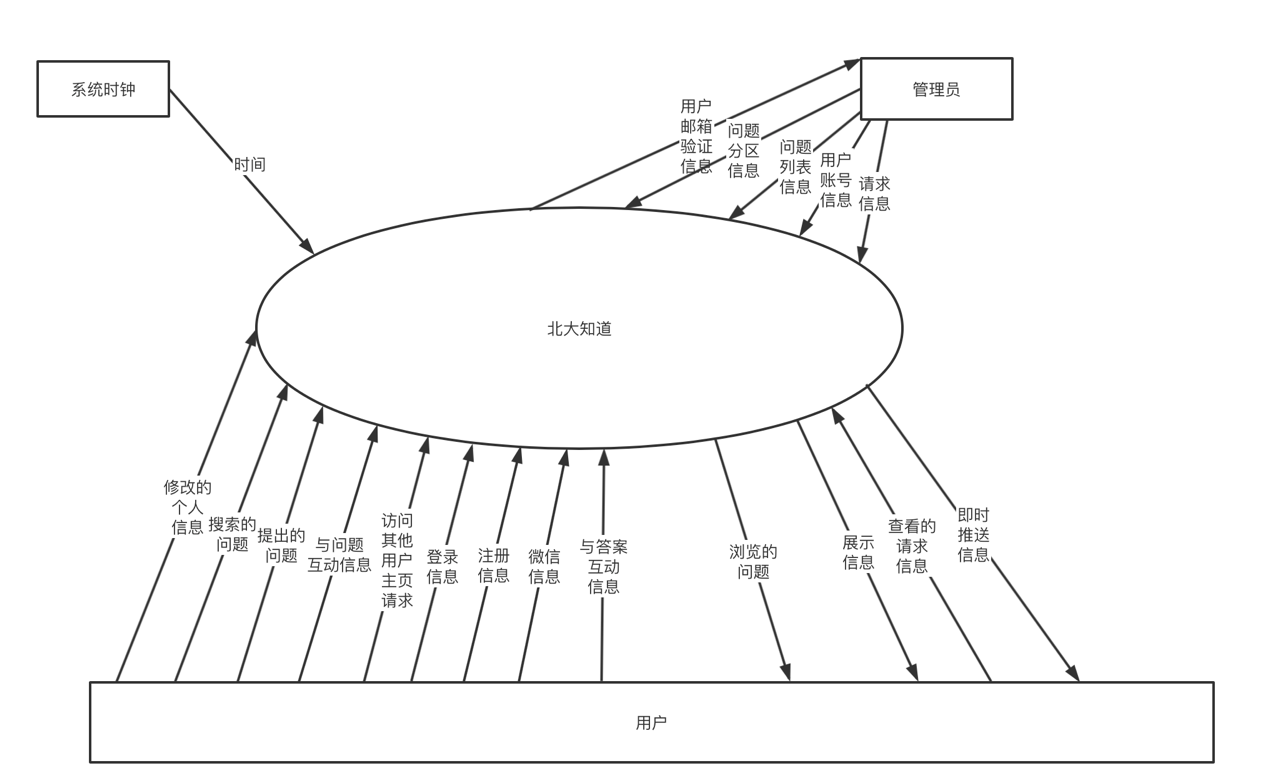 系统时钟
管理员
时间
用户
邮箱
验证
信息
问题
分区
信息
问题
列表
信息
用户
账号
信息
请求
信息
北大知道
修改的
个人
信息
搜索的
问题
提出的
问题
与问题
互动信息
访问
其他
用户
主页
请求
登录
信息
注册
信息
微信
信息
与答案
互动
信息
浏览的
问题
展示
信息
查看的
请求
信息
即时
推送
信息
用户